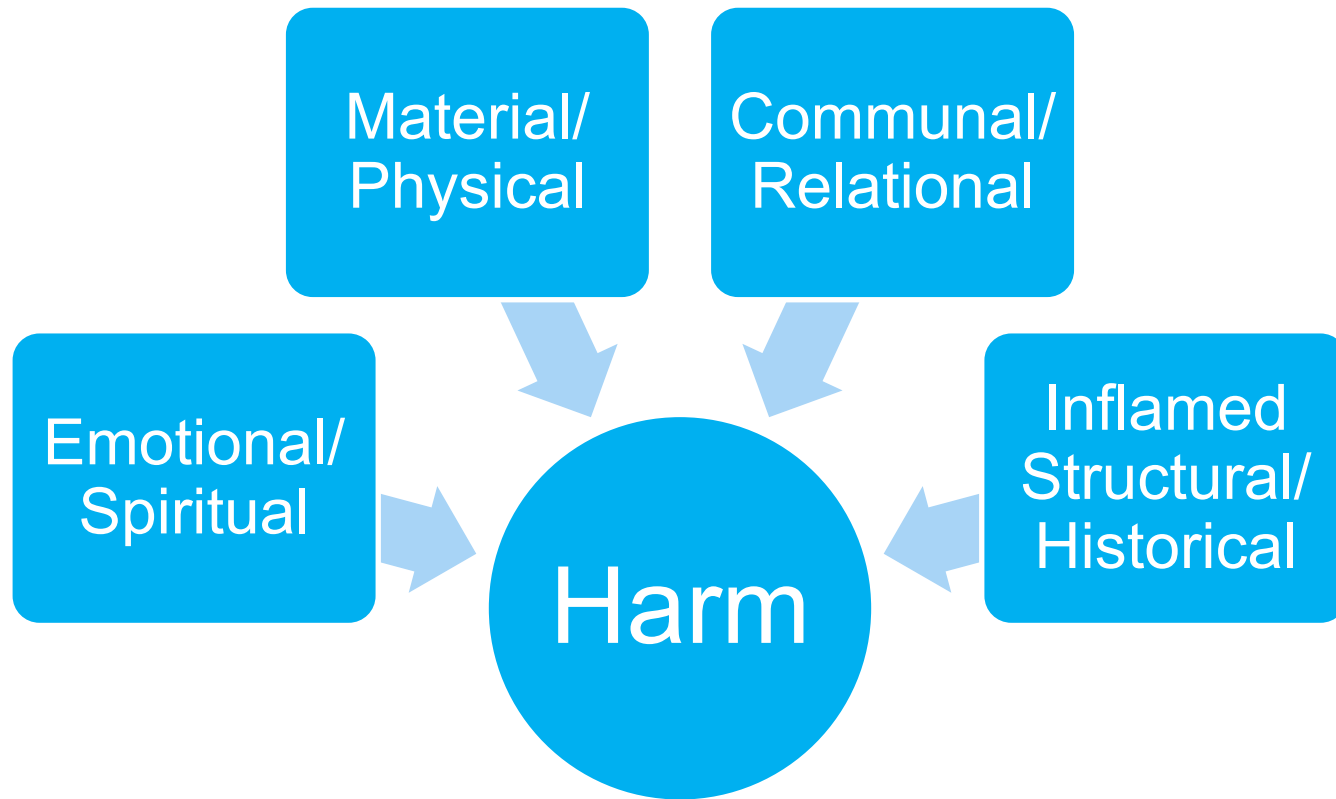 Material/
Physical
Communal/
Relational
Emotional/
Spiritual
Inflamed
Structural/
Historical
Harm